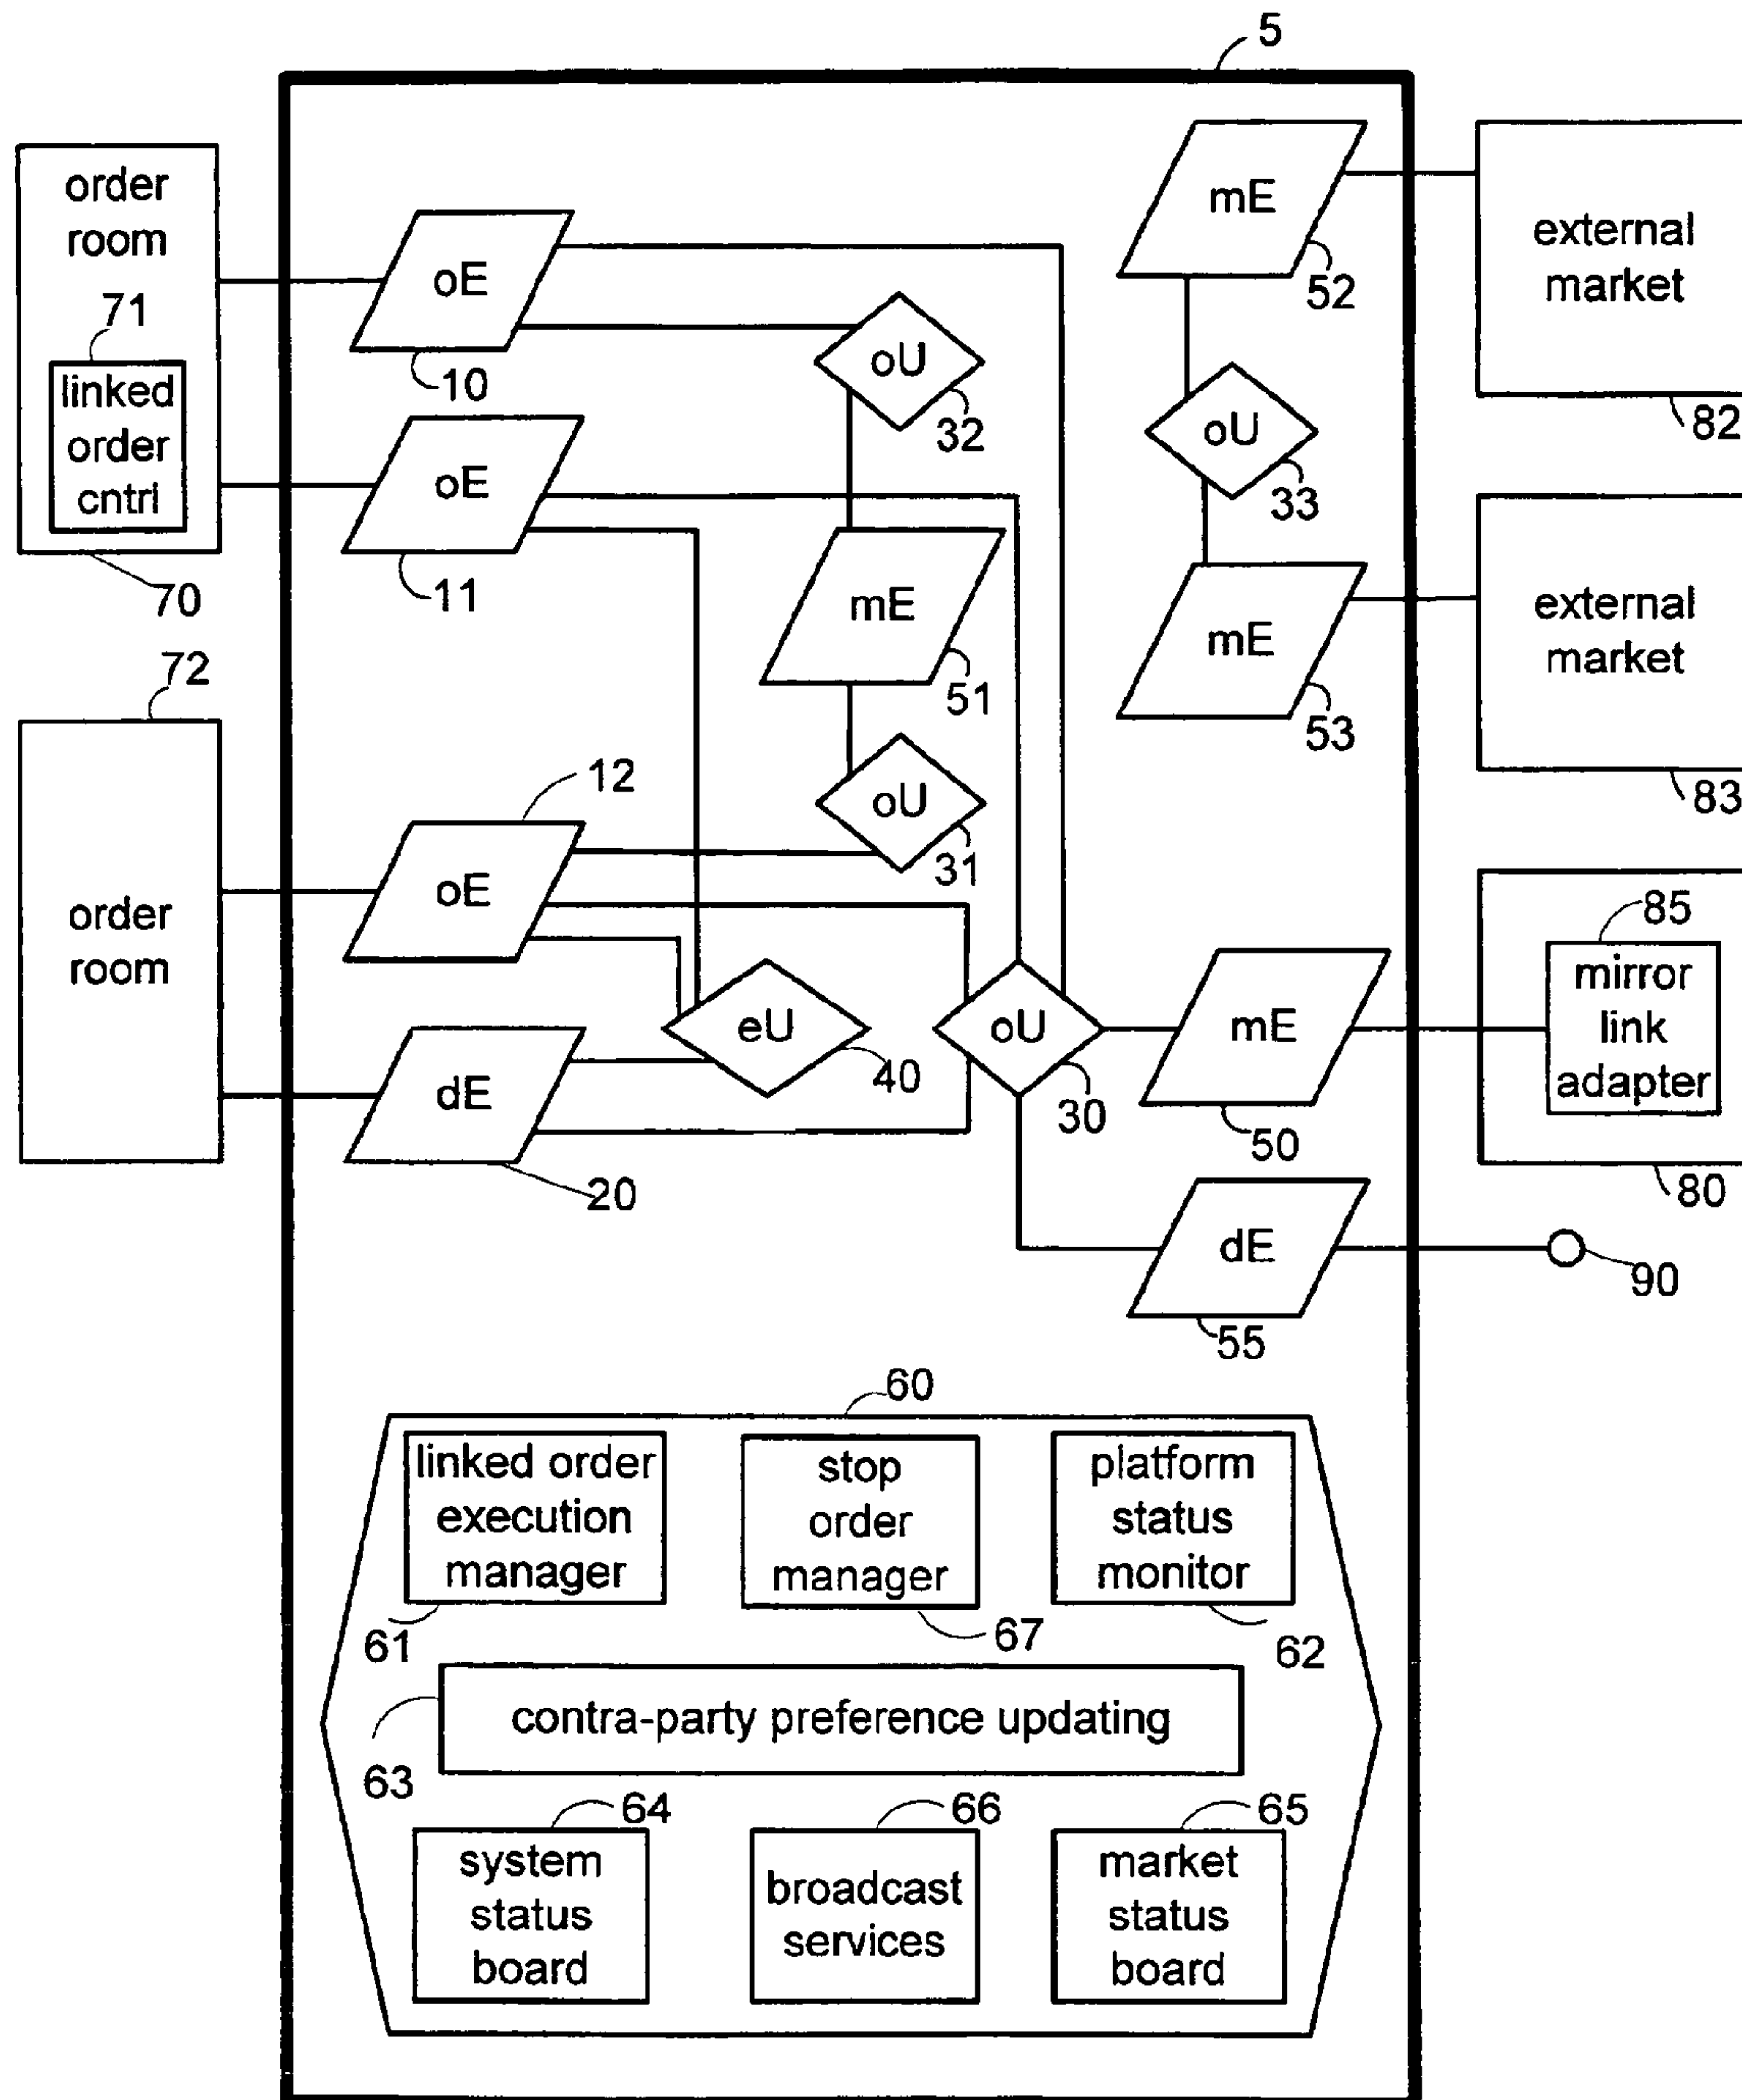 5
order
room
71
linked
order
cntrl
70
oE
10
oE
11
oU
32
mE
51
oU
31
mE
52
oU
33
mE
53
external
market
82
external
market
83
72
order
room
12
oE
dE
20
eU
40
oU
30
mE
50
85
mirror
link
adapter
80
dE
55
90
60
linked order
execution
manager
61
stop
order
manager
67
platform
status
monitor
62
contra-party preference updating
63
64
system
status
board
66
broadcast
services
65
market
status
board